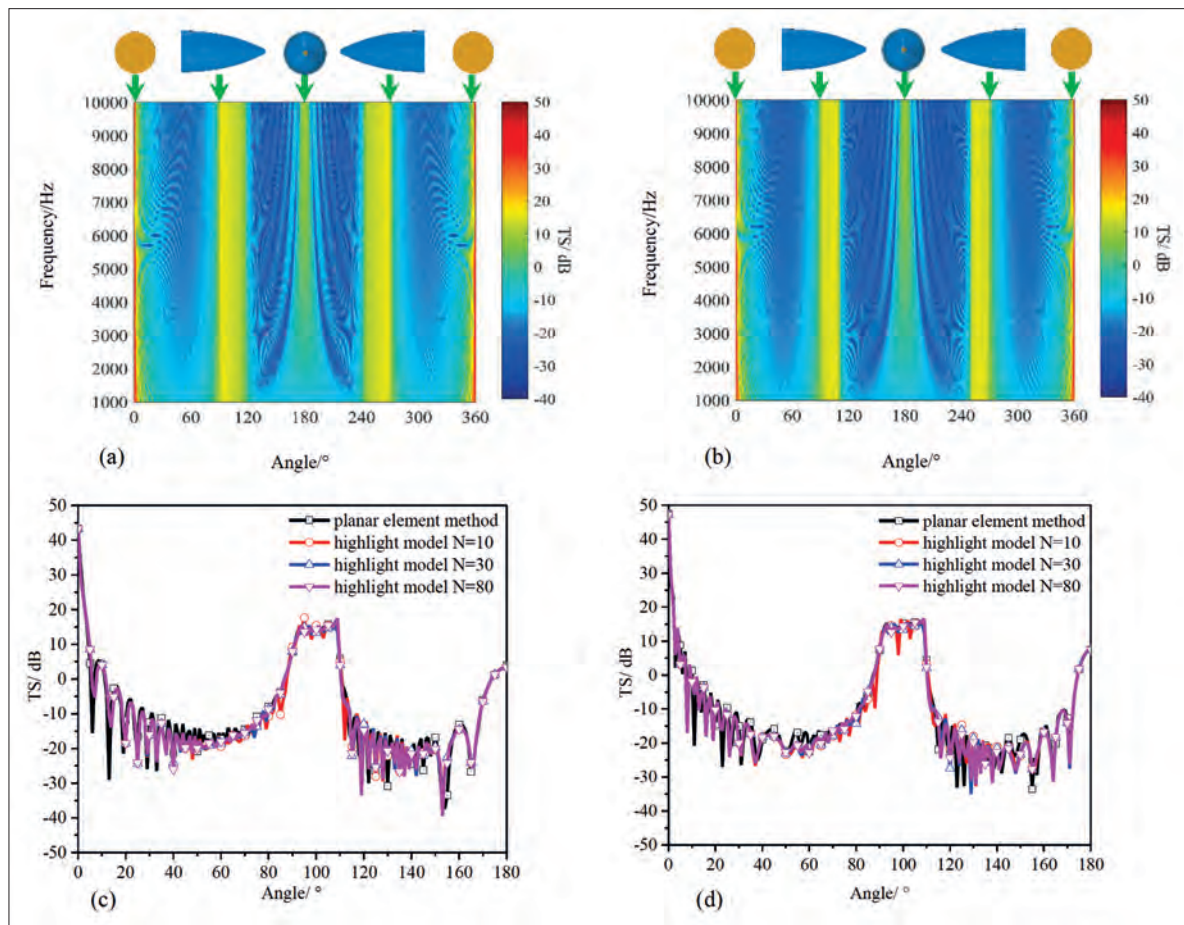 10000
9000
8000
7000
6000
5000
4000
3000
2000
1000
Frequency/Hz
0 60 120 180 240 300 360
Angle/°
50
40
30
20
10
0
-10
-20
-30
-40
TS/ dB
(a)
10000
9000
8000
7000
6000
5000
4000
3000
2000
1000
Frequency/Hz
0 60 120 180 240 300 360
Angle/°
50
40
30
20
10
0
-10
-20
-30
-40
TS/ dB
(b)
50
40
30
20
10
0
-10
-20
-30
-40
-50
TS/ dB
planar element method
highlight model N=10
highlight model N=30
highlight model N=80
0 20 40 60 80 100 120 140 160 180
Angle/ °
(c)
50
40
30
20
10
0
-10
-20
-30
-40
-50
TS/ dB
planar element method
highlight model N=10
highlight model N=30
highlight model N=80
0 20 40 60 80 100 120 140 160 180
Angle/ °
(d)